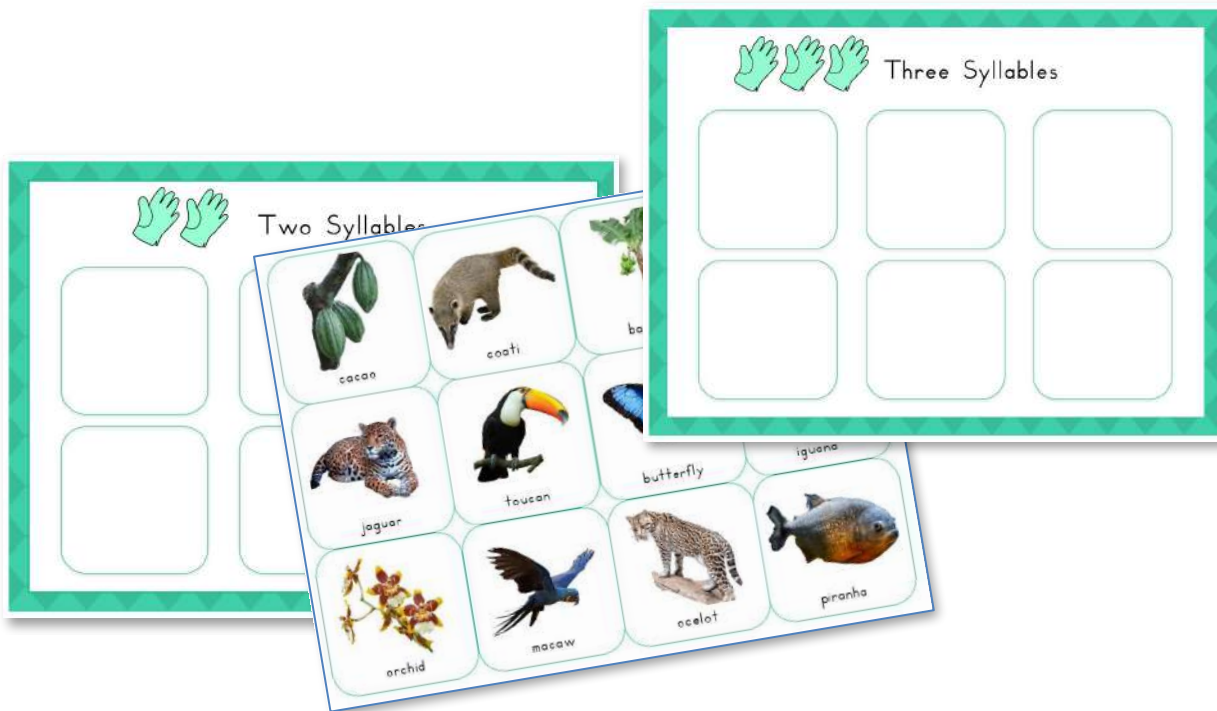 Three Syllables
Two Syllables
cacao
coati
jaguar
toucan
butterfly
iguana
orchid
macaw
ocelot
piranha